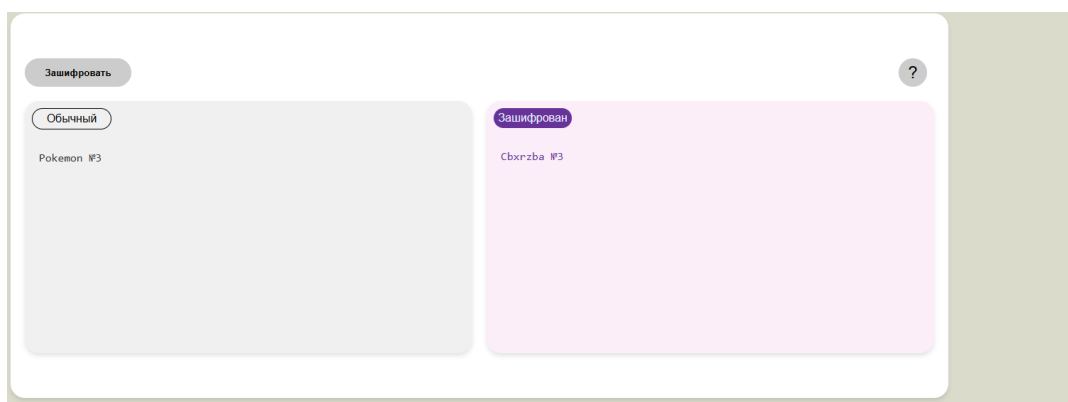 Зашифровать
?
Обычный
Pokemon №3
Зашифрован
Cbxrzba №3